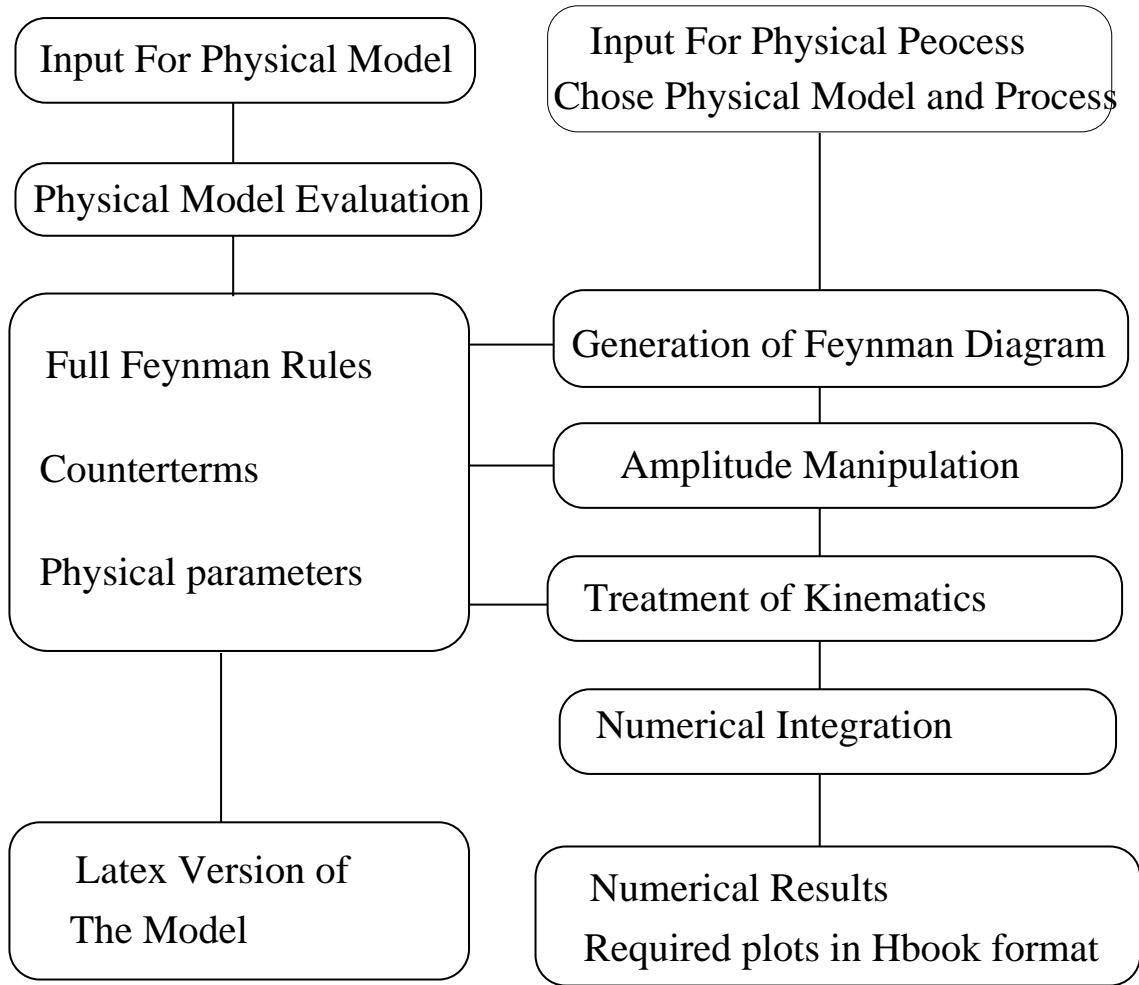 Input For Physical Model
Physical Model Evaluation
Full Feynman Rules
Counterterms
Physical parameters
Latex Version of
The Model
Input For Physical Peocess
Chose Physical Model and Process
Generation of Feynman Diagram
Amplitude Manipulation
Treatment of Kinematics
Numerical Integration
Numerical Results
Required plots in Hbook format